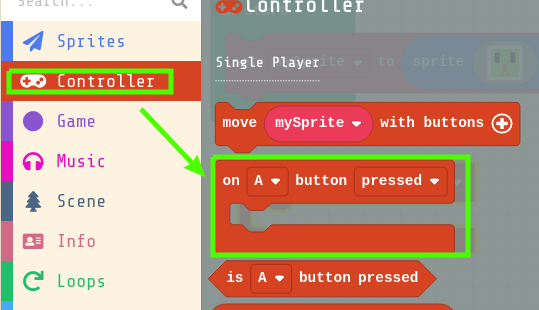 Search...
Sprites
Controller
Game
Music
Scene
Info
Loops
Controller
Single Player
to sprite
move mySprite with buttons
on A button pressed
is A button pressed